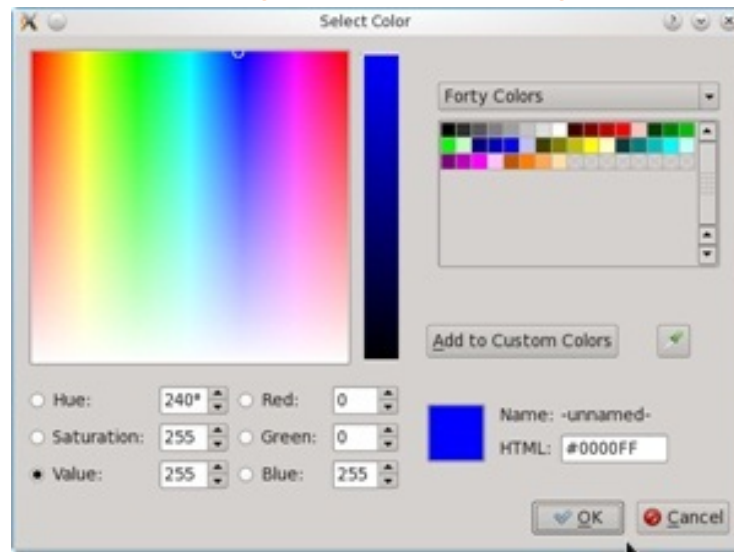 Select Color
Forty Colors
Add to Custom Colors
Hue: 240° Red: 0
Saturation: 255 Green: 0
Value: 255 Blue: 255
Name: -unnamed-
HTML: #0000FF
OK Cancel